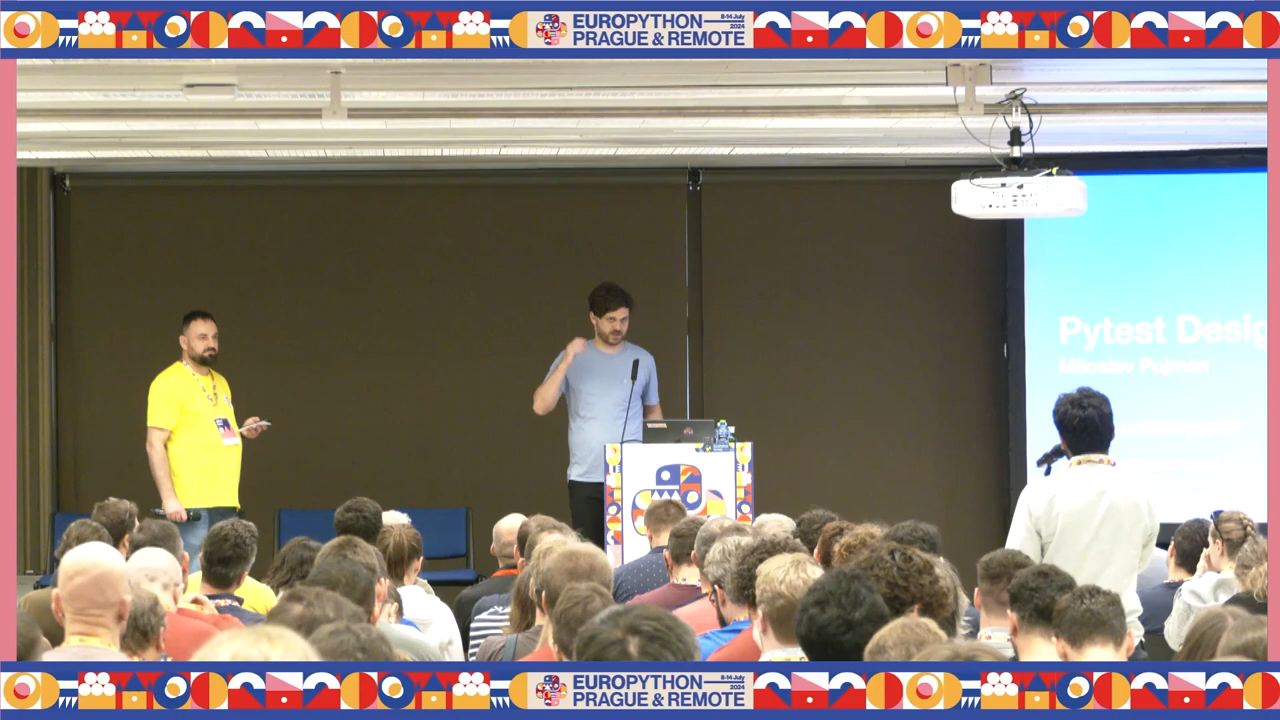 EUROPYTHON
8-14 July
2024
PRAGUE & REMOTE
Pytest Desig
Miloslav Pojman
EUROPYTHON
8-14 July
2024
PRAGUE & REMOTE